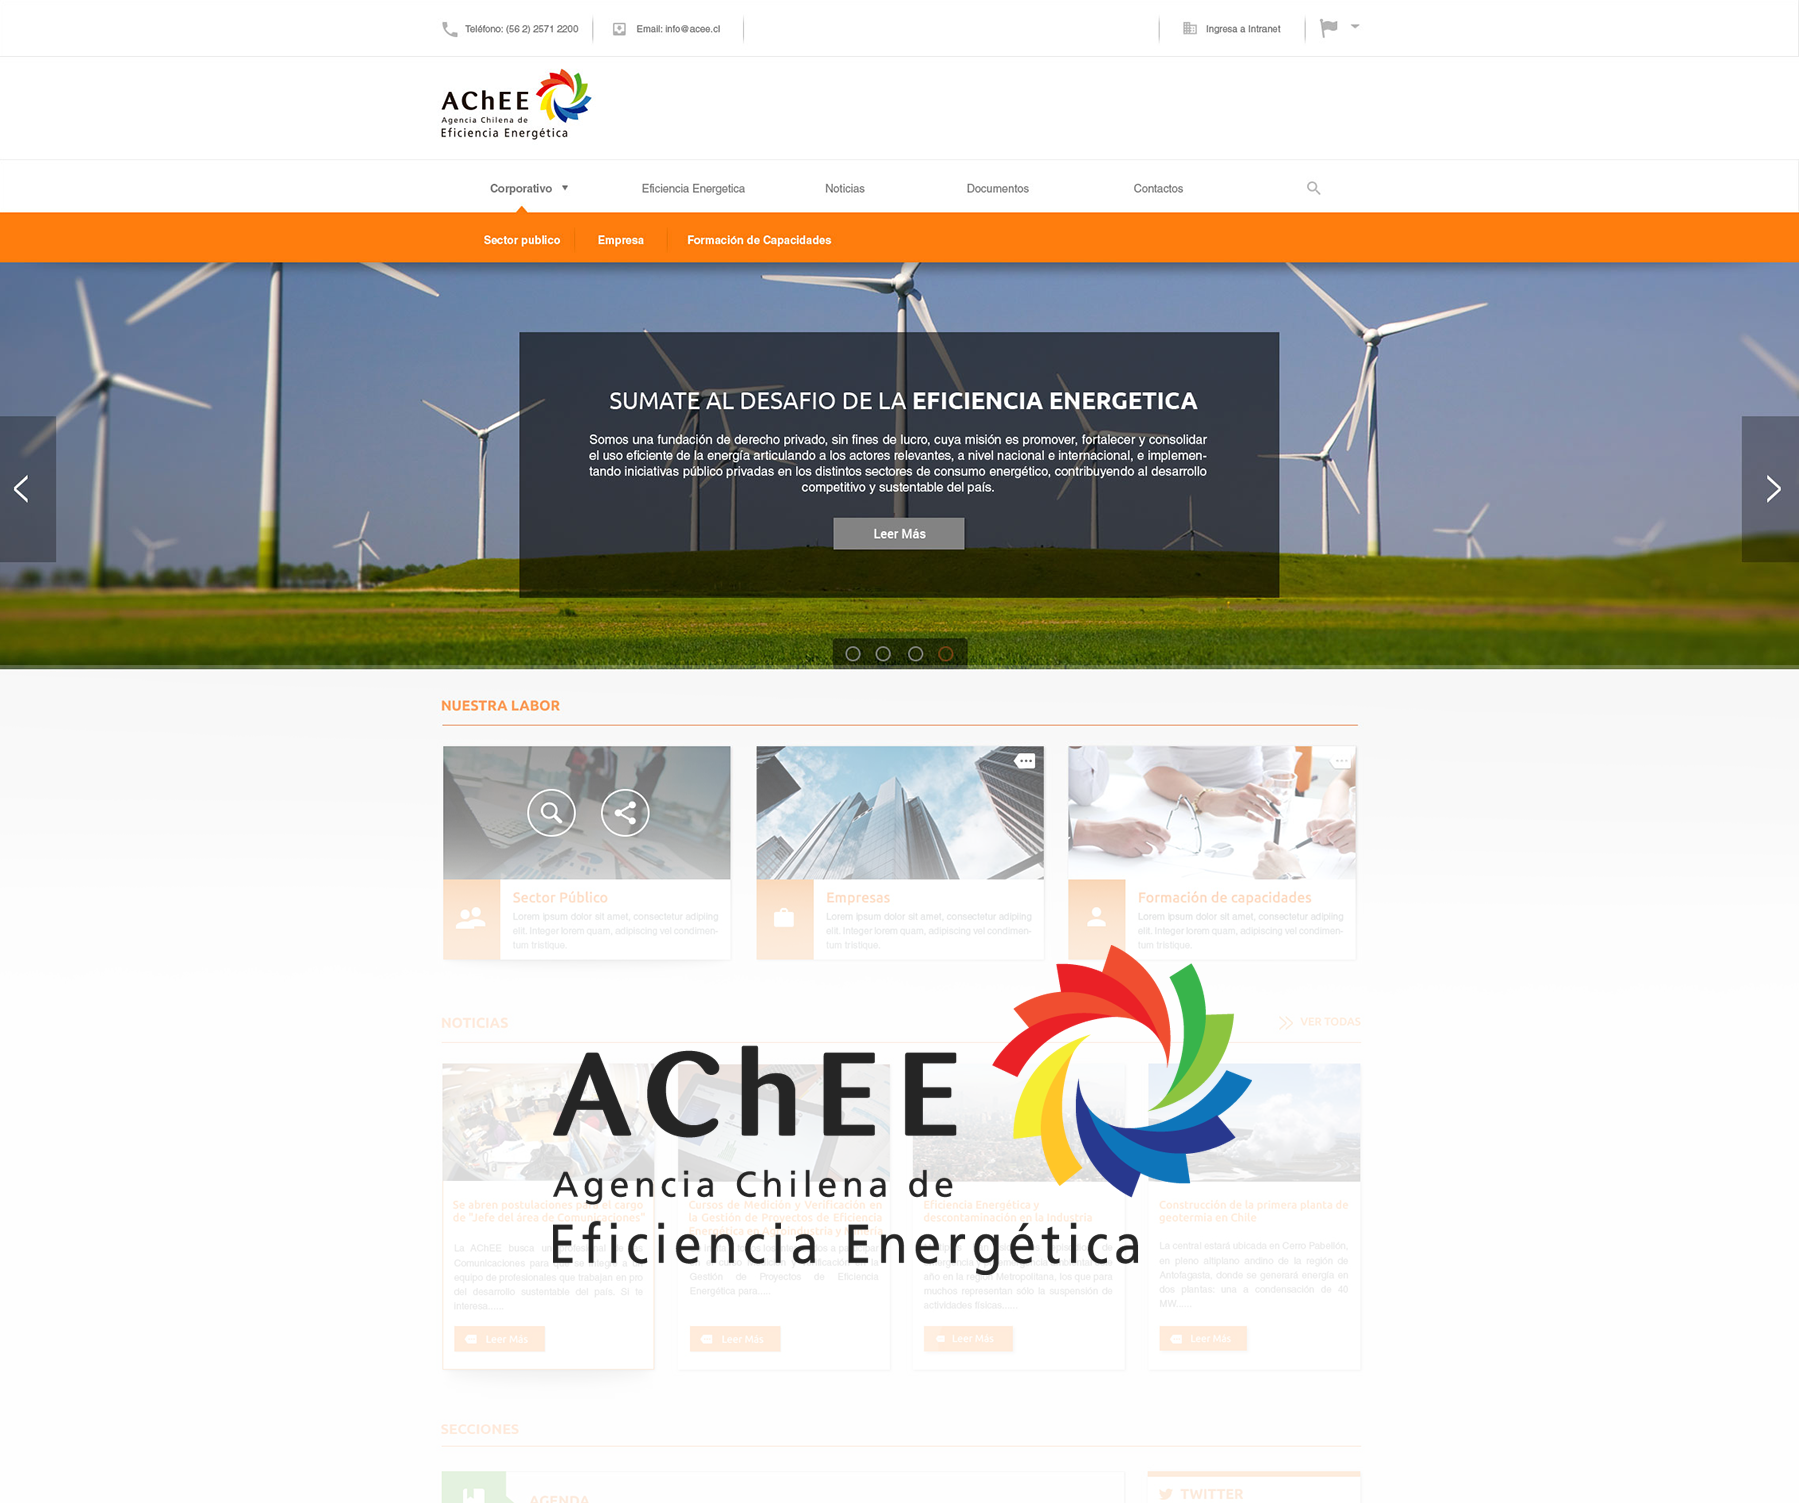 Teléfono: (56 2) 2571 2200
Email: info@acee.cl
Ingresa a Intranet
AChEE
Agencia Chilena de
Eficiencia Energética
Corporativo
Eficiencia Energetica
Noticias
Documentos
Contactos
Sector publico
Empresa
Formación de Capacidades
SUMATE AL DESAFIO DE LA EFICIENCIA ENERGETICA
Somos una fundación de derecho privado, sin fines de lucro, cuya misión es promover, fortalecer y consolidar
el uso eficiente de la energía articulando a los actores relevantes, a nivel nacional e internacional, e implemen-
tando iniciativas público privadas en los distintos sectores de consumo energético, contribuyendo al desarrollo
competitivo y sustentable del país.
Leer Más
NUESTRA LABOR
Sector Público
Lorem ipsum dolor sit amet, consectetur adipiing
elit. Integer lorem quam, adipiscing vel condimen-
tum tristique.
Empresas
Lorem ipsum dolor sit amet, consectetur adipiing
elit. Integer lorem quam, adipiscing vel condimen-
tum tristique.
Formación de capacidades
Lorem ipsum dolor sit amet, consectetur adipiing
elit. Integer lorem quam, adipiscing vel condimen-
tum tristique.
NOTICIAS
VER TODAS
AChEE
Agencia Chilena de
Eficiencia Energética
Se abren postulaciones para el cargo
de "Jefe del área de Comunicaciones"
La AChEE busca un
Comunicaciones para que se
equipo de profesionales que trabajan en pro
del desarrollo sustentable del país. Si te
interesa......
Leer Más
Cursos de Medición y Verificación en
la Gestión de Proyectos de Eficiencia
Energética en
Gestión de Proyectos de Eficiencia
Energética para......
Leer Más
Eficiencia Energética y
descontaminación en la Industria
año en la región Metropolitana, los que para
muchos representan sólo la suspensión de
actividades físicas......
Leer Más
Construcción de la primera planta de
geotermia en Chile
La central estará ubicada en Cerro Pabellón,
en pleno altiplano andino de la región de
Antofagasta, donde se generará energía en
dos plantas: una a condensación de 40
MW......
Leer Más
SECCIONES
AGENDA
TWITTER